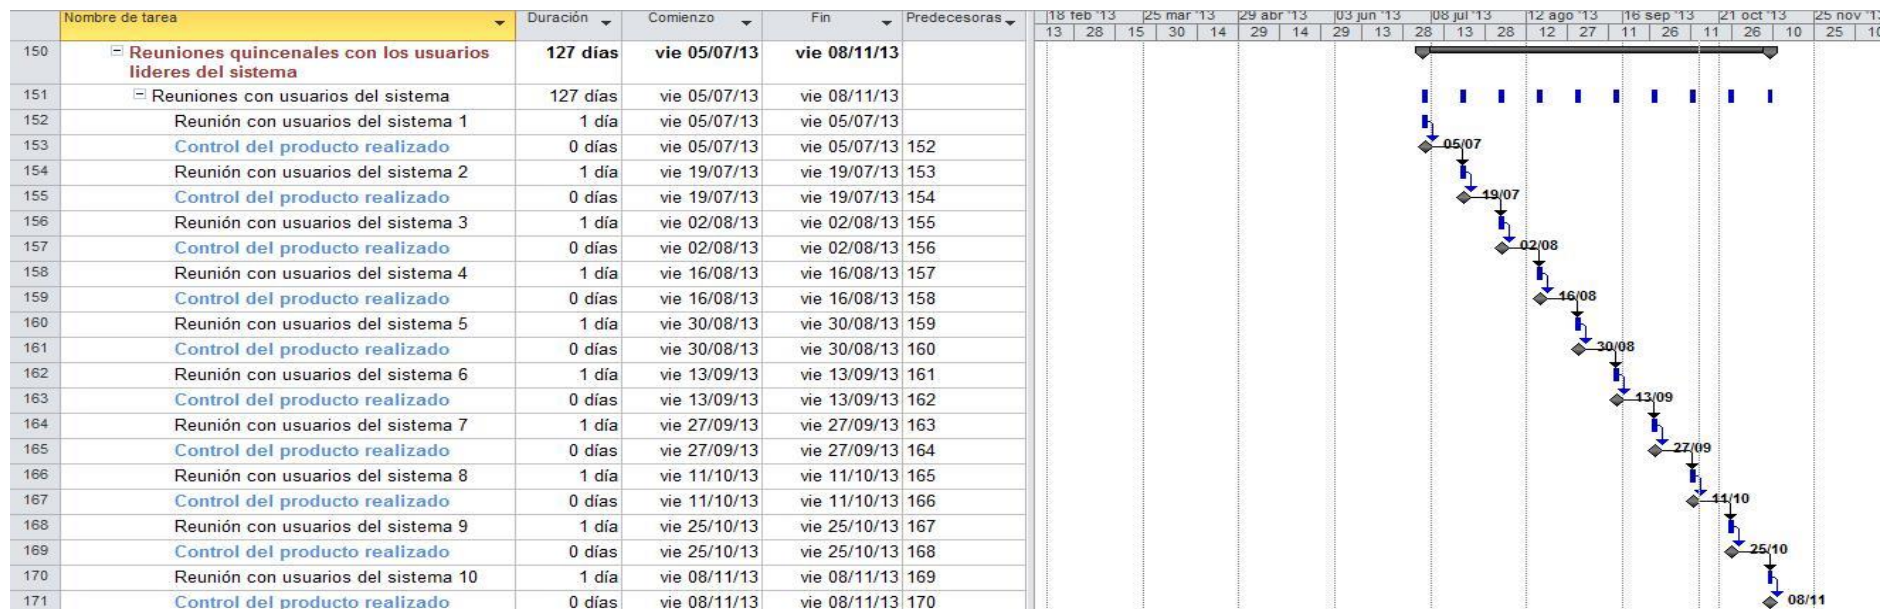 Nombre de tarea Duración Comienzo Fin Predecesoras 18 feb '13 25 mar '13 29 abr '13 03 jun '13 08 jul '13 12 ago '13 16 sep '13 21 oct '13 25 nov '13
13 28 15 30 14 29 14 29 13 28 13 28 12 27 11 26 11 26 10 25 10
150 Reuniones quincenales con los usuarios 127 días vie 05/07/13 vie 08/11/13
lideres del sistema
151 Reuniones con usuarios del sistema 127 días vie 05/07/13 vie 08/11/13
152 Reunión con usuarios del sistema 1 1 día vie 05/07/13 vie 05/07/13
153 Control del producto realizado 0 días vie 05/07/13 vie 05/07/13 152 05/07
154 Reunión con usuarios del sistema 2 1 día vie 19/07/13 vie 19/07/13 153
155 Control del producto realizado 0 días vie 19/07/13 vie 19/07/13 154 19/07
156 Reunión con usuarios del sistema 3 1 día vie 02/08/13 vie 02/08/13 155
157 Control del producto realizado 0 días vie 02/08/13 vie 02/08/13 156 02/08
158 Reunión con usuarios del sistema 4 1 día vie 16/08/13 vie 16/08/13 157
159 Control del producto realizado 0 días vie 16/08/13 vie 16/08/13 158 16/08
160 Reunión con usuarios del sistema 5 1 día vie 30/08/13 vie 30/08/13 159
161 Control del producto realizado 0 días vie 30/08/13 vie 30/08/13 160 30/08
162 Reunión con usuarios del sistema 6 1 día vie 13/09/13 vie 13/09/13 161
163 Control del producto realizado 0 días vie 13/09/13 vie 13/09/13 162 13/09
164 Reunión con usuarios del sistema 7 1 día vie 27/09/13 vie 27/09/13 163
165 Control del producto realizado 0 días vie 27/09/13 vie 27/09/13 164 27/09
166 Reunión con usuarios del sistema 8 1 día vie 11/10/13 vie 11/10/13 165
167 Control del producto realizado 0 días vie 11/10/13 vie 11/10/13 166 11/10
168 Reunión con usuarios del sistema 9 1 día vie 25/10/13 vie 25/10/13 167
169 Control del producto realizado 0 días vie 25/10/13 vie 25/10/13 168 25/10
170 Reunión con usuarios del sistema 10 1 día vie 08/11/13 vie 08/11/13 169
171 Control del producto realizado 0 días vie 08/11/13 vie 08/11/13 170 08/11